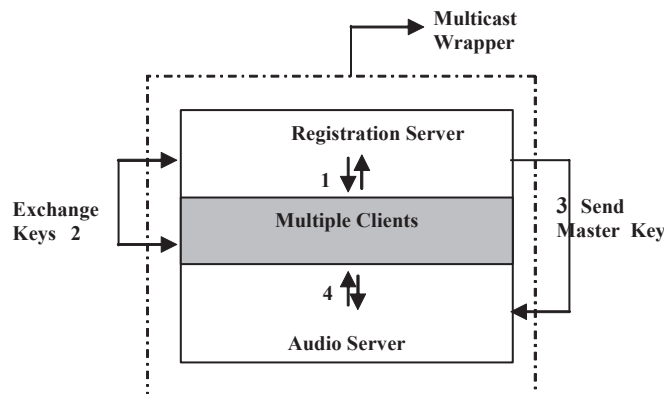 Multicast
Wrapper
Registration Server
1
Exchange
Keys 2
Multiple Clients
3 Send
Master Key
4
Audio Server